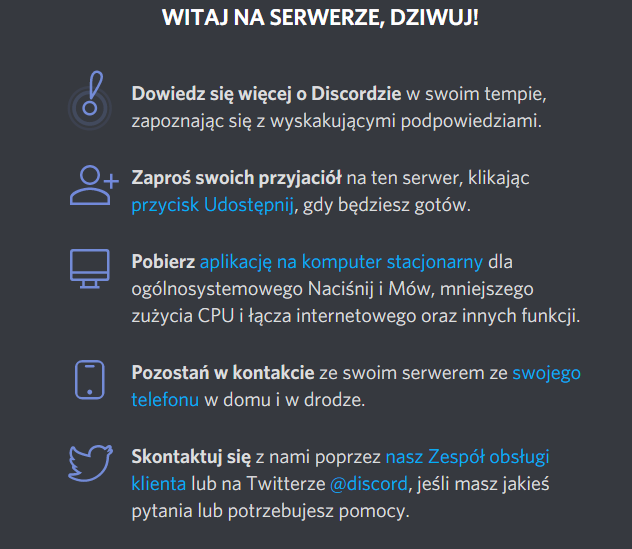 WITAJ NA SERWERZE, DZIWUJ!
Dowiedz się więcej o Discordzie w swoim tempie,
zapoznając się z wyskakującymi podpowiedziami.
Zaproś swoich przyjaciół na ten serwer, klikając
przycisk Udostępnij, gdy będziesz gotów.
Pobierz aplikację na komputer stacjonarny dla
ogólnosystemowego Naciśnij i Mów, mniejszego
zużycia CPU i łącza internetowego oraz innych funkcji.
Pozostań w kontakcie ze swoim serwerem ze swojego
telefonu w domu i w drodze.
Skontaktuj się z nami poprzez nasz Zespół obsługi
klienta lub na Twitterze @discord, jeśli masz jakieś
pytania lub potrzebujesz pomocy.